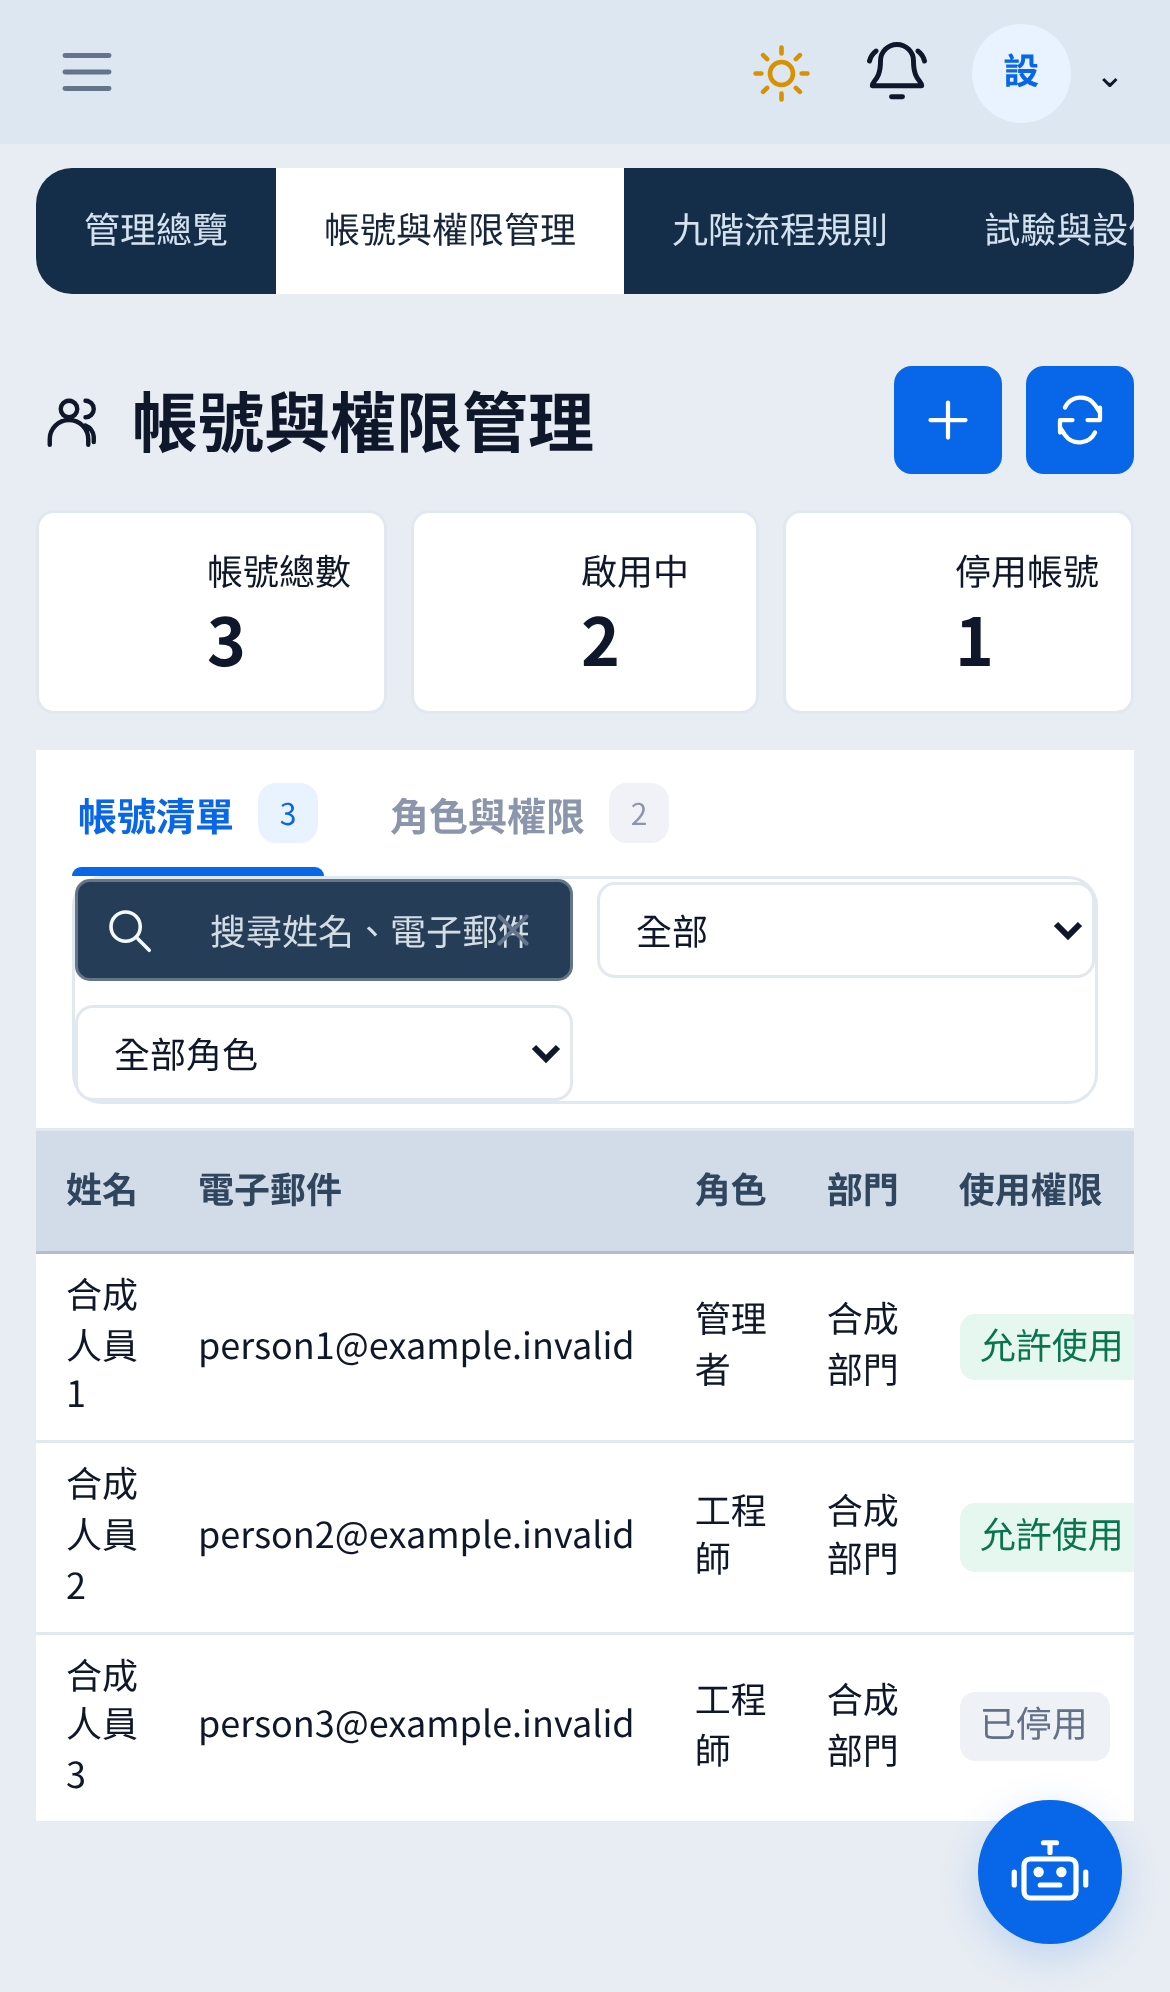 設
管理總覽 帳號與權限管理 九階流程規則 試驗與設
帳號與權限管理
帳號總數 啟用中 停用帳號
3 2 1
帳號清單 3 角色與權限 2
搜尋姓名、電子郵件 全部
全部角色
姓名 電子郵件 角色 部門 使用權限
合成
人員
1
person1@example.invalid
管理
者
合成
部門
允許使用
合成
人員
2
person2@example.invalid
工程
師
合成
部門
允許使用
合成
人員
3
person3@example.invalid
工程
師
合成
部門
已停用